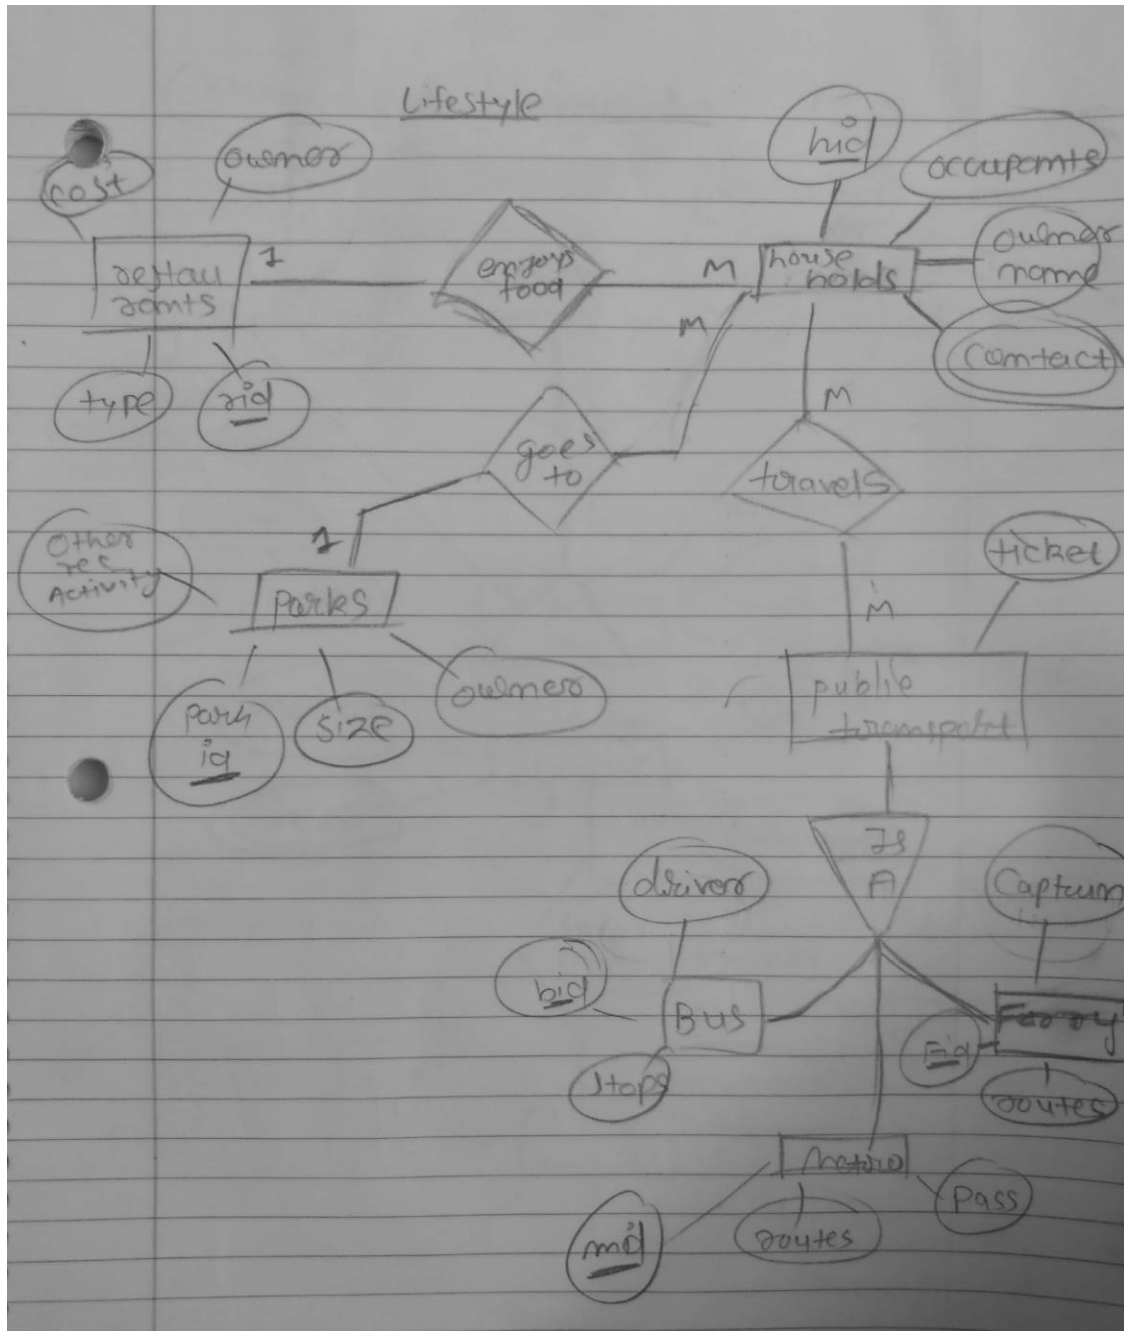 Lifestyle
hid
occupants
owner
cost
owner
name
restau
rants
1
enjoys
food
M
house
holds
contact
M
type
rid
M
goes
to
travels
ticket
Other
rec
Activity
1
Parks
M
owner
public
transport
park
id
size
Is
A
driver
Captain
bid
Bus
Ferry
Fid
stops
routes
Metro
pass
mid
routes